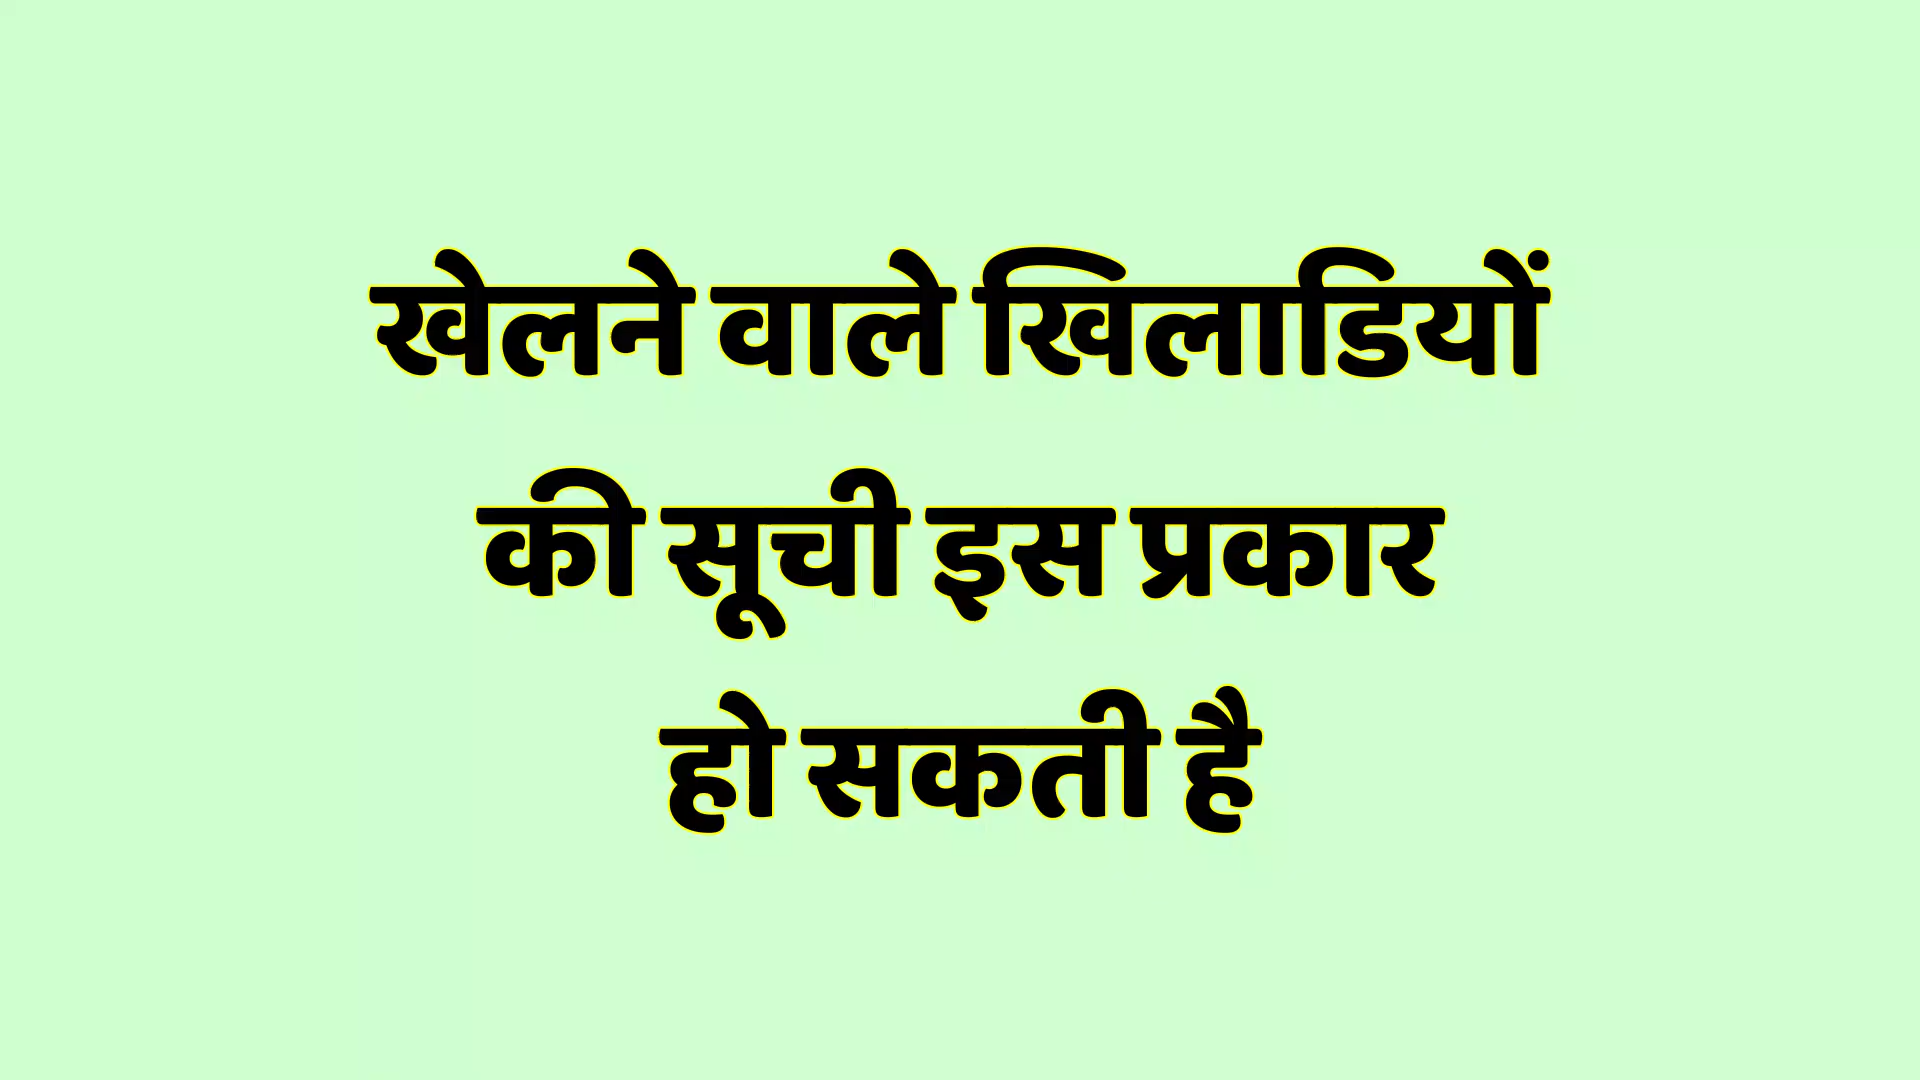 खेलने वाले खिलाडियों
की सूची इस प्रकार
हो सकती है